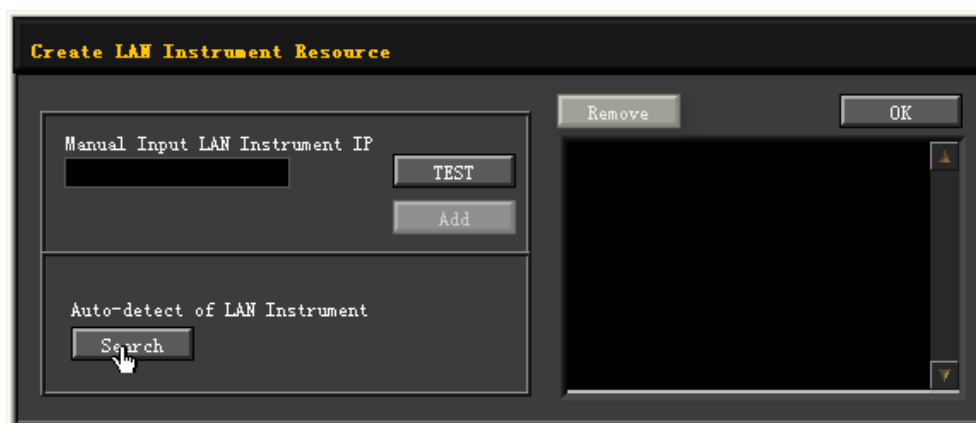 Create LAN Instrument Resource
Remove
OK
Manual Input LAN Instrument IP
TEST
Add
Auto-detect of LAN Instrument
Search